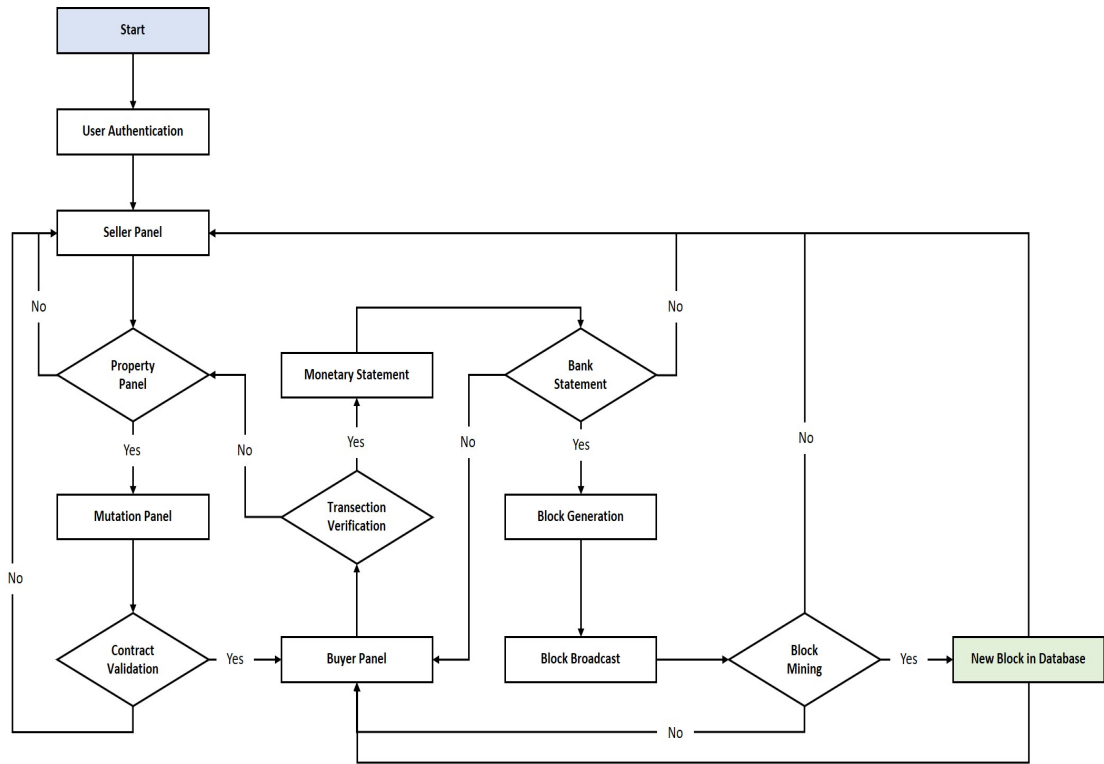 Start
User Authentication
Seller Panel
No
No
Property
Panel
Monetary Statement
Bank
Statement
Yes
No
Yes
No
Yes
No
Mutation Panel
Transection
Verification
Block Generation
No
Contract
Validation
Yes
Buyer Panel
Block Broadcast
Block
Mining
Yes
New Block in Database
No